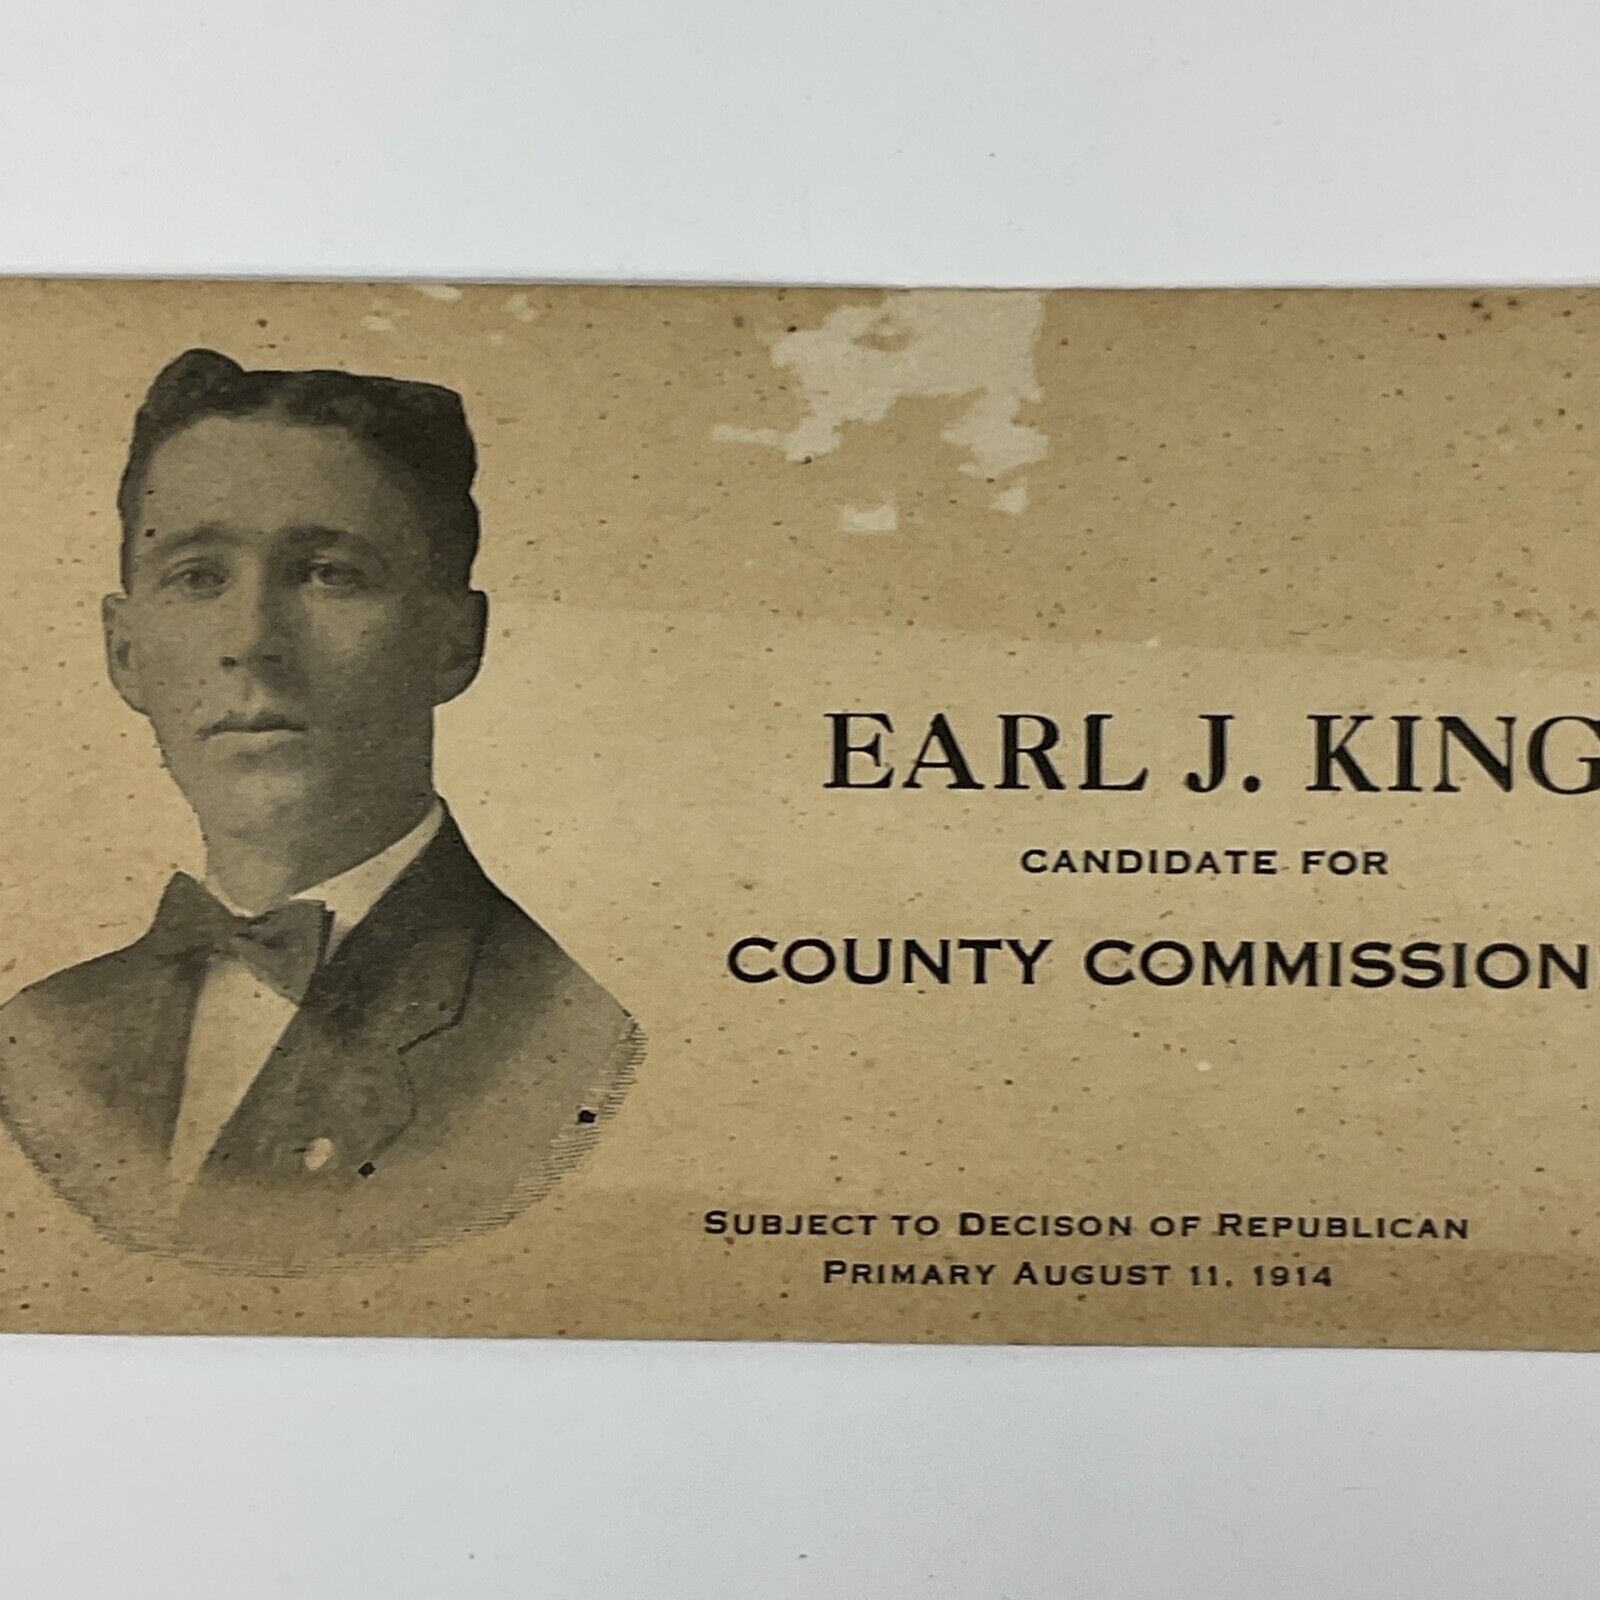 EARL J. KING
CANDIDATE FOR
COUNTY COMMISSION
SUBJECT TO DECISON OF REPUBLICAN
PRIMARY AUGUST 11, 1914